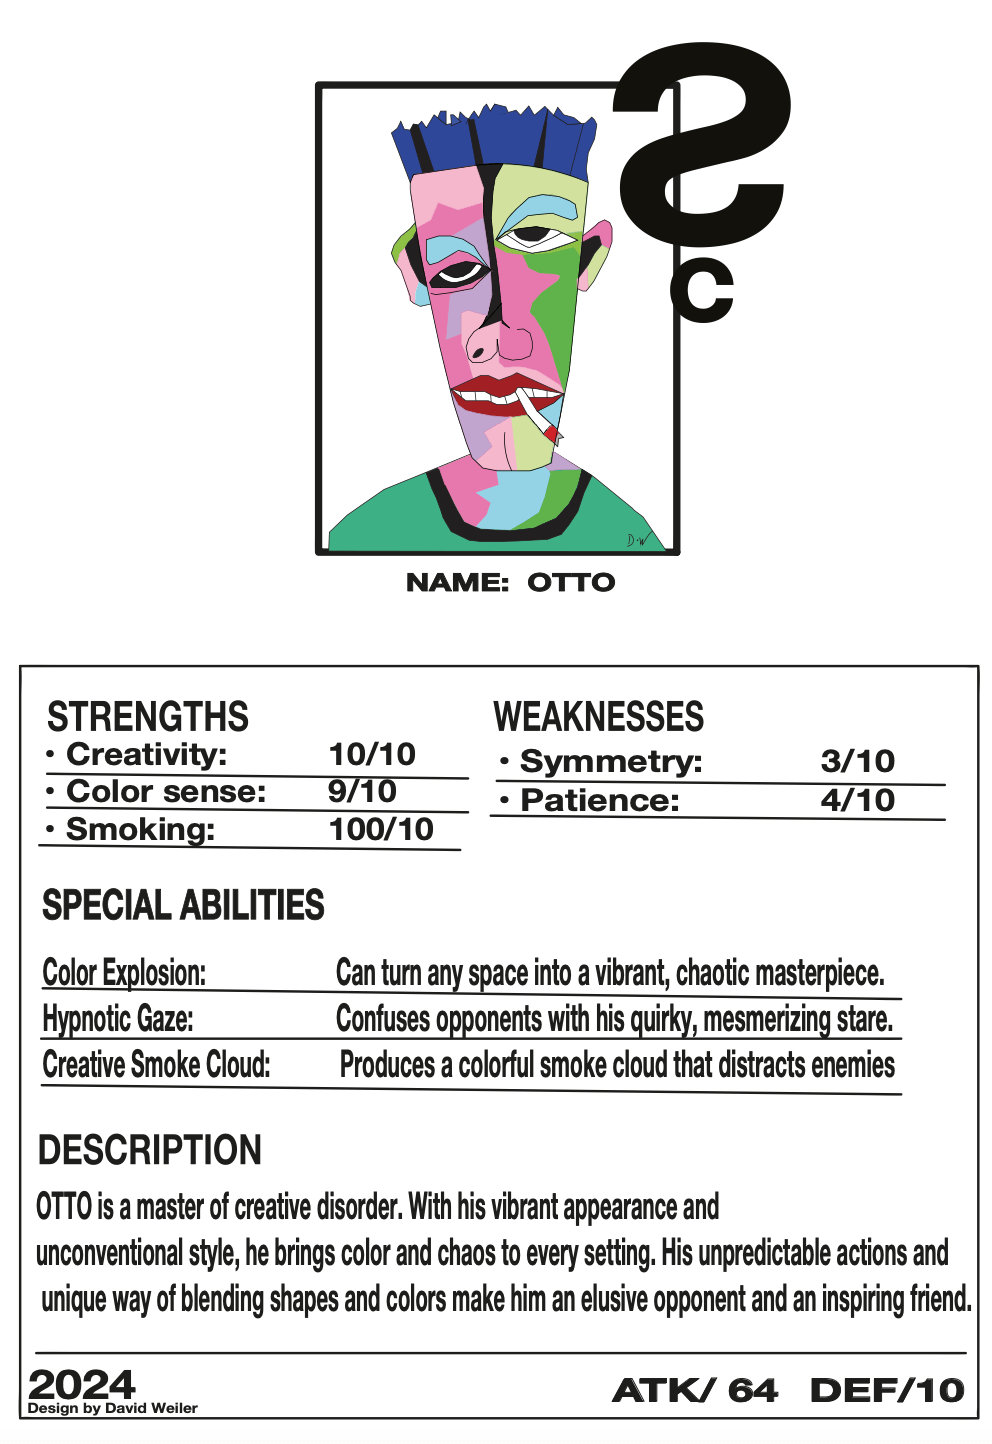 S
C
D.W
NAME: OTTO
STRENGTHS
• Creativity: 10/10
• Color sense: 9/10
• Smoking: 100/10
WEAKNESSES
• Symmetry: 3/10
• Patience: 4/10
SPECIAL ABILITIES
Color Explosion: Can turn any space into a vibrant, chaotic masterpiece.
Hypnotic Gaze: Confuses opponents with his quirky, mesmerizing stare.
Creative Smoke Cloud: Produces a colorful smoke cloud that distracts enemies
DESCRIPTION
OTTO is a master of creative disorder. With his vibrant appearance and
unconventional style, he brings color and chaos to every setting. His unpredictable actions and
unique way of blending shapes and colors make him an elusive opponent and an inspiring friend.
2024
Design by David Weiler
ATK/ 64 DEF/10